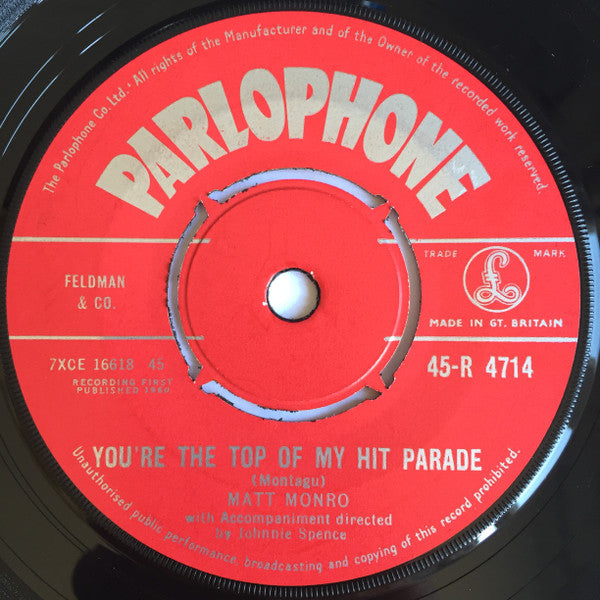 The Parlophone Co. Ltd. All rights of the Manufacturer and of the Owner of the recorded work reserved.
PARLOPHONE
FELDMAN
& CO.
TRADE MARK
£
MADE IN GT. BRITAIN
7XCE 16618 45
RECORDING FIRST
PUBLISHED 1960
45-R 4714
YOU'RE THE TOP OF MY HIT PARADE
(Montagu)
MATT MONRO
with Accompaniment directed
by Johnnie Spence
Unauthorised public performance, broadcasting and copying of this record prohibited.